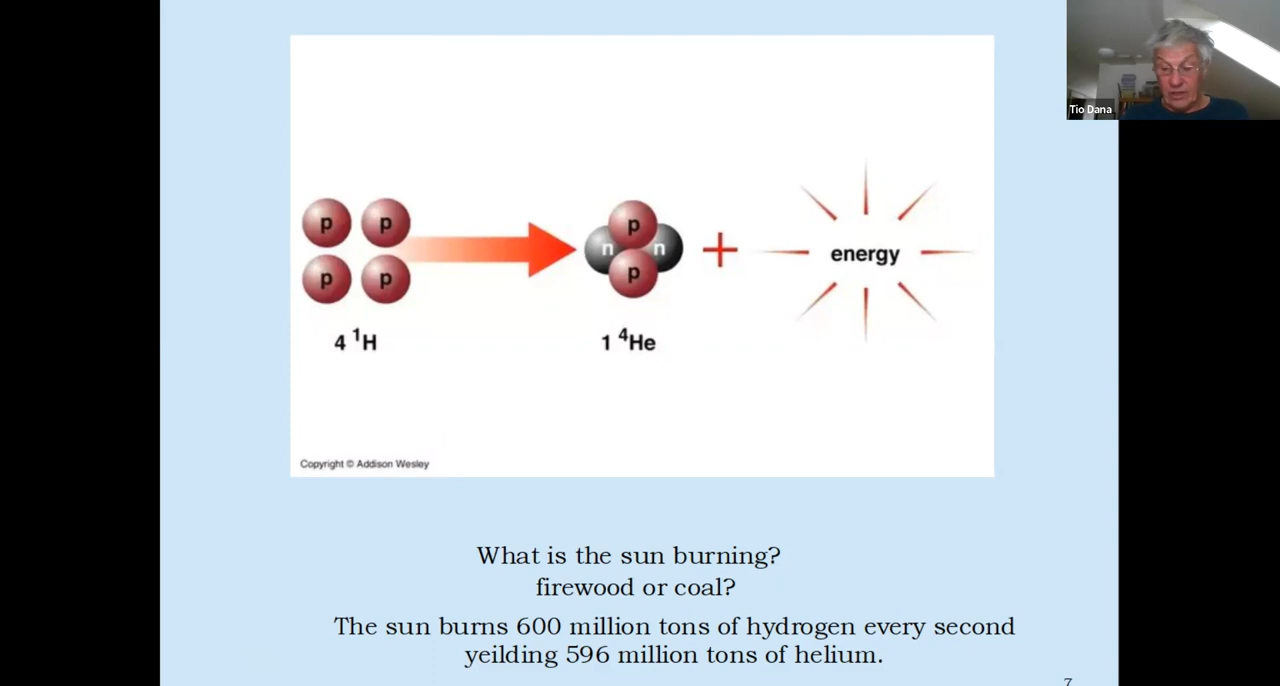 Tio Dana
p p
p
n n
p p
p
energy
4 ¹H
1 ⁴He
Copyright © Addison Wesley
What is the sun burning?
firewood or coal?
The sun burns 600 million tons of hydrogen every second
yeilding 596 million tons of helium.
7